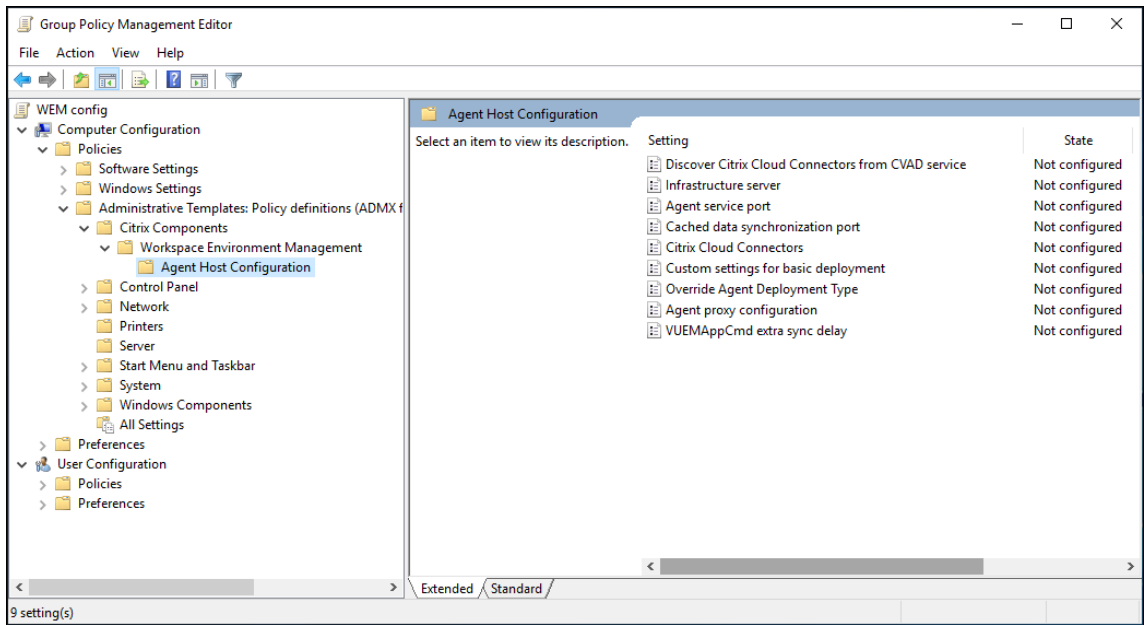 Group Policy Management Editor
File Action View Help
WEM config
Computer Configuration
Policies
Software Settings
Windows Settings
Administrative Templates: Policy definitions (ADMX f
Citrix Components
Workspace Environment Management
Agent Host Configuration
Control Panel
Network
Printers
Server
Start Menu and Taskbar
System
Windows Components
All Settings
Preferences
User Configuration
Policies
Preferences
Agent Host Configuration
Select an item to view its description.
Setting State
Discover Citrix Cloud Connectors from CVAD service Not configured
Infrastructure server Not configured
Agent service port Not configured
Cached data synchronization port Not configured
Citrix Cloud Connectors Not configured
Custom settings for basic deployment Not configured
Override Agent Deployment Type Not configured
Agent proxy configuration Not configured
VUEMAppCmd extra sync delay Not configured
Extended Standard
9 setting(s)